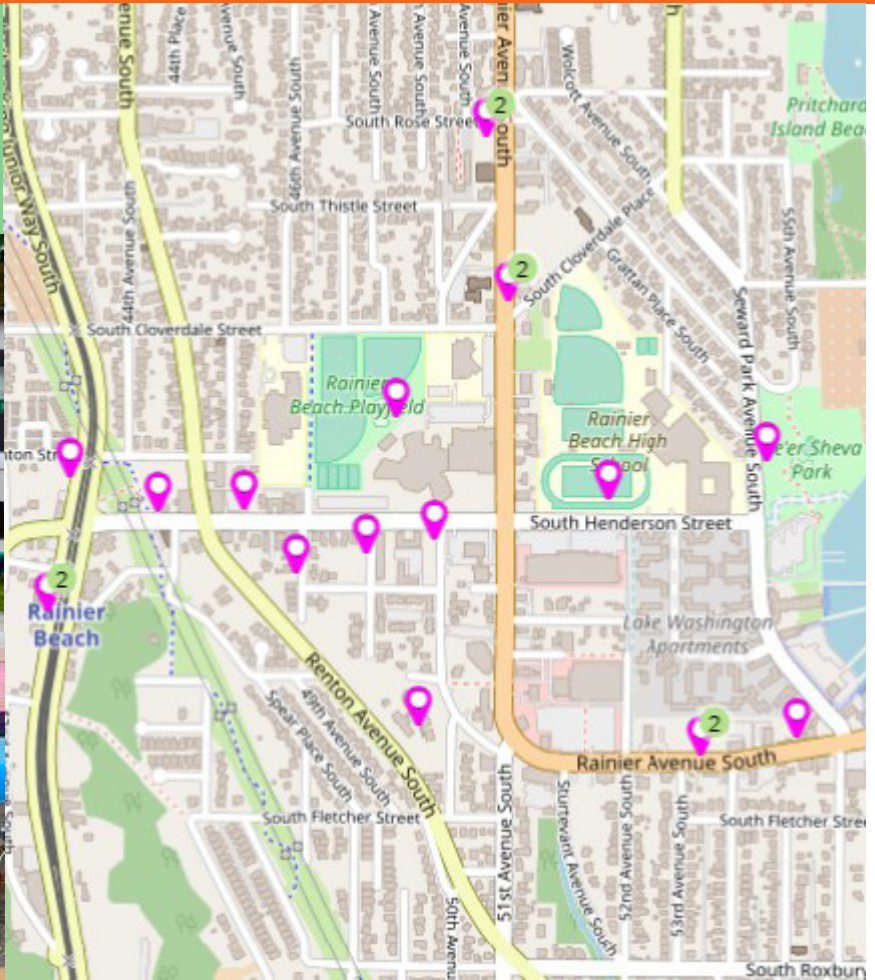 44th Place
Avenue South
Avenue South
46th Avenue South
Avenue South
Avenue South
Avenue South
South
Wolcott Avenue South
Pritchard
Island
2
South Rose
South Thistle Street
44th Avenue South
South
2
South Cloverdale Place
Grattan Place South
55th Avenue South
South Cloverdale Street
Seward Park Avenue South
Rainier
Beach Playfield
Rainier
Beach High
School
Sheva
Park
South Henderson Street
2
Rainier
Beach
Lake Washington
Apartments
Renton Avenue South
49th Avenue South
Spear Place South
2
Rainier Avenue South
South Fletcher Street
South Fletcher
51st Avenue South
Sturtevant Avenue South
52nd Avenue South
53rd Avenue South
50th
South Roxbury